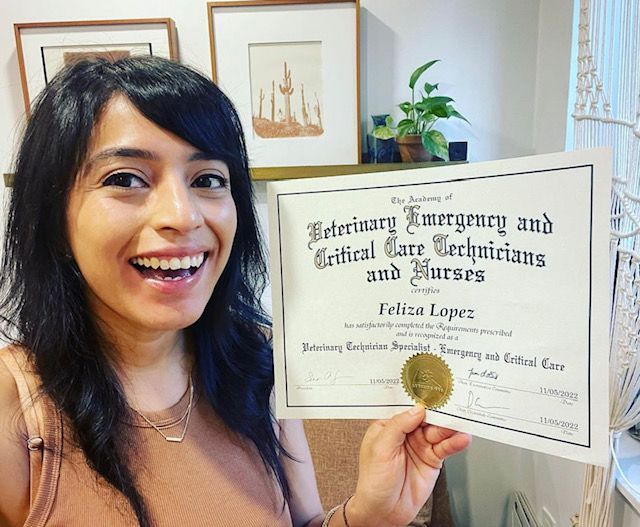 The Academy of
Veterinary Emergency and
Critical Care Technicians
and Nurses
certifies
Feliza Lopez
has satisfactorily completed the Requirements prescribed
and is recognized as a
Veterinary Technician Specialist - Emergency and Critical Care
11/05/2022
11/05/2022
Date
11/05/2022
Date